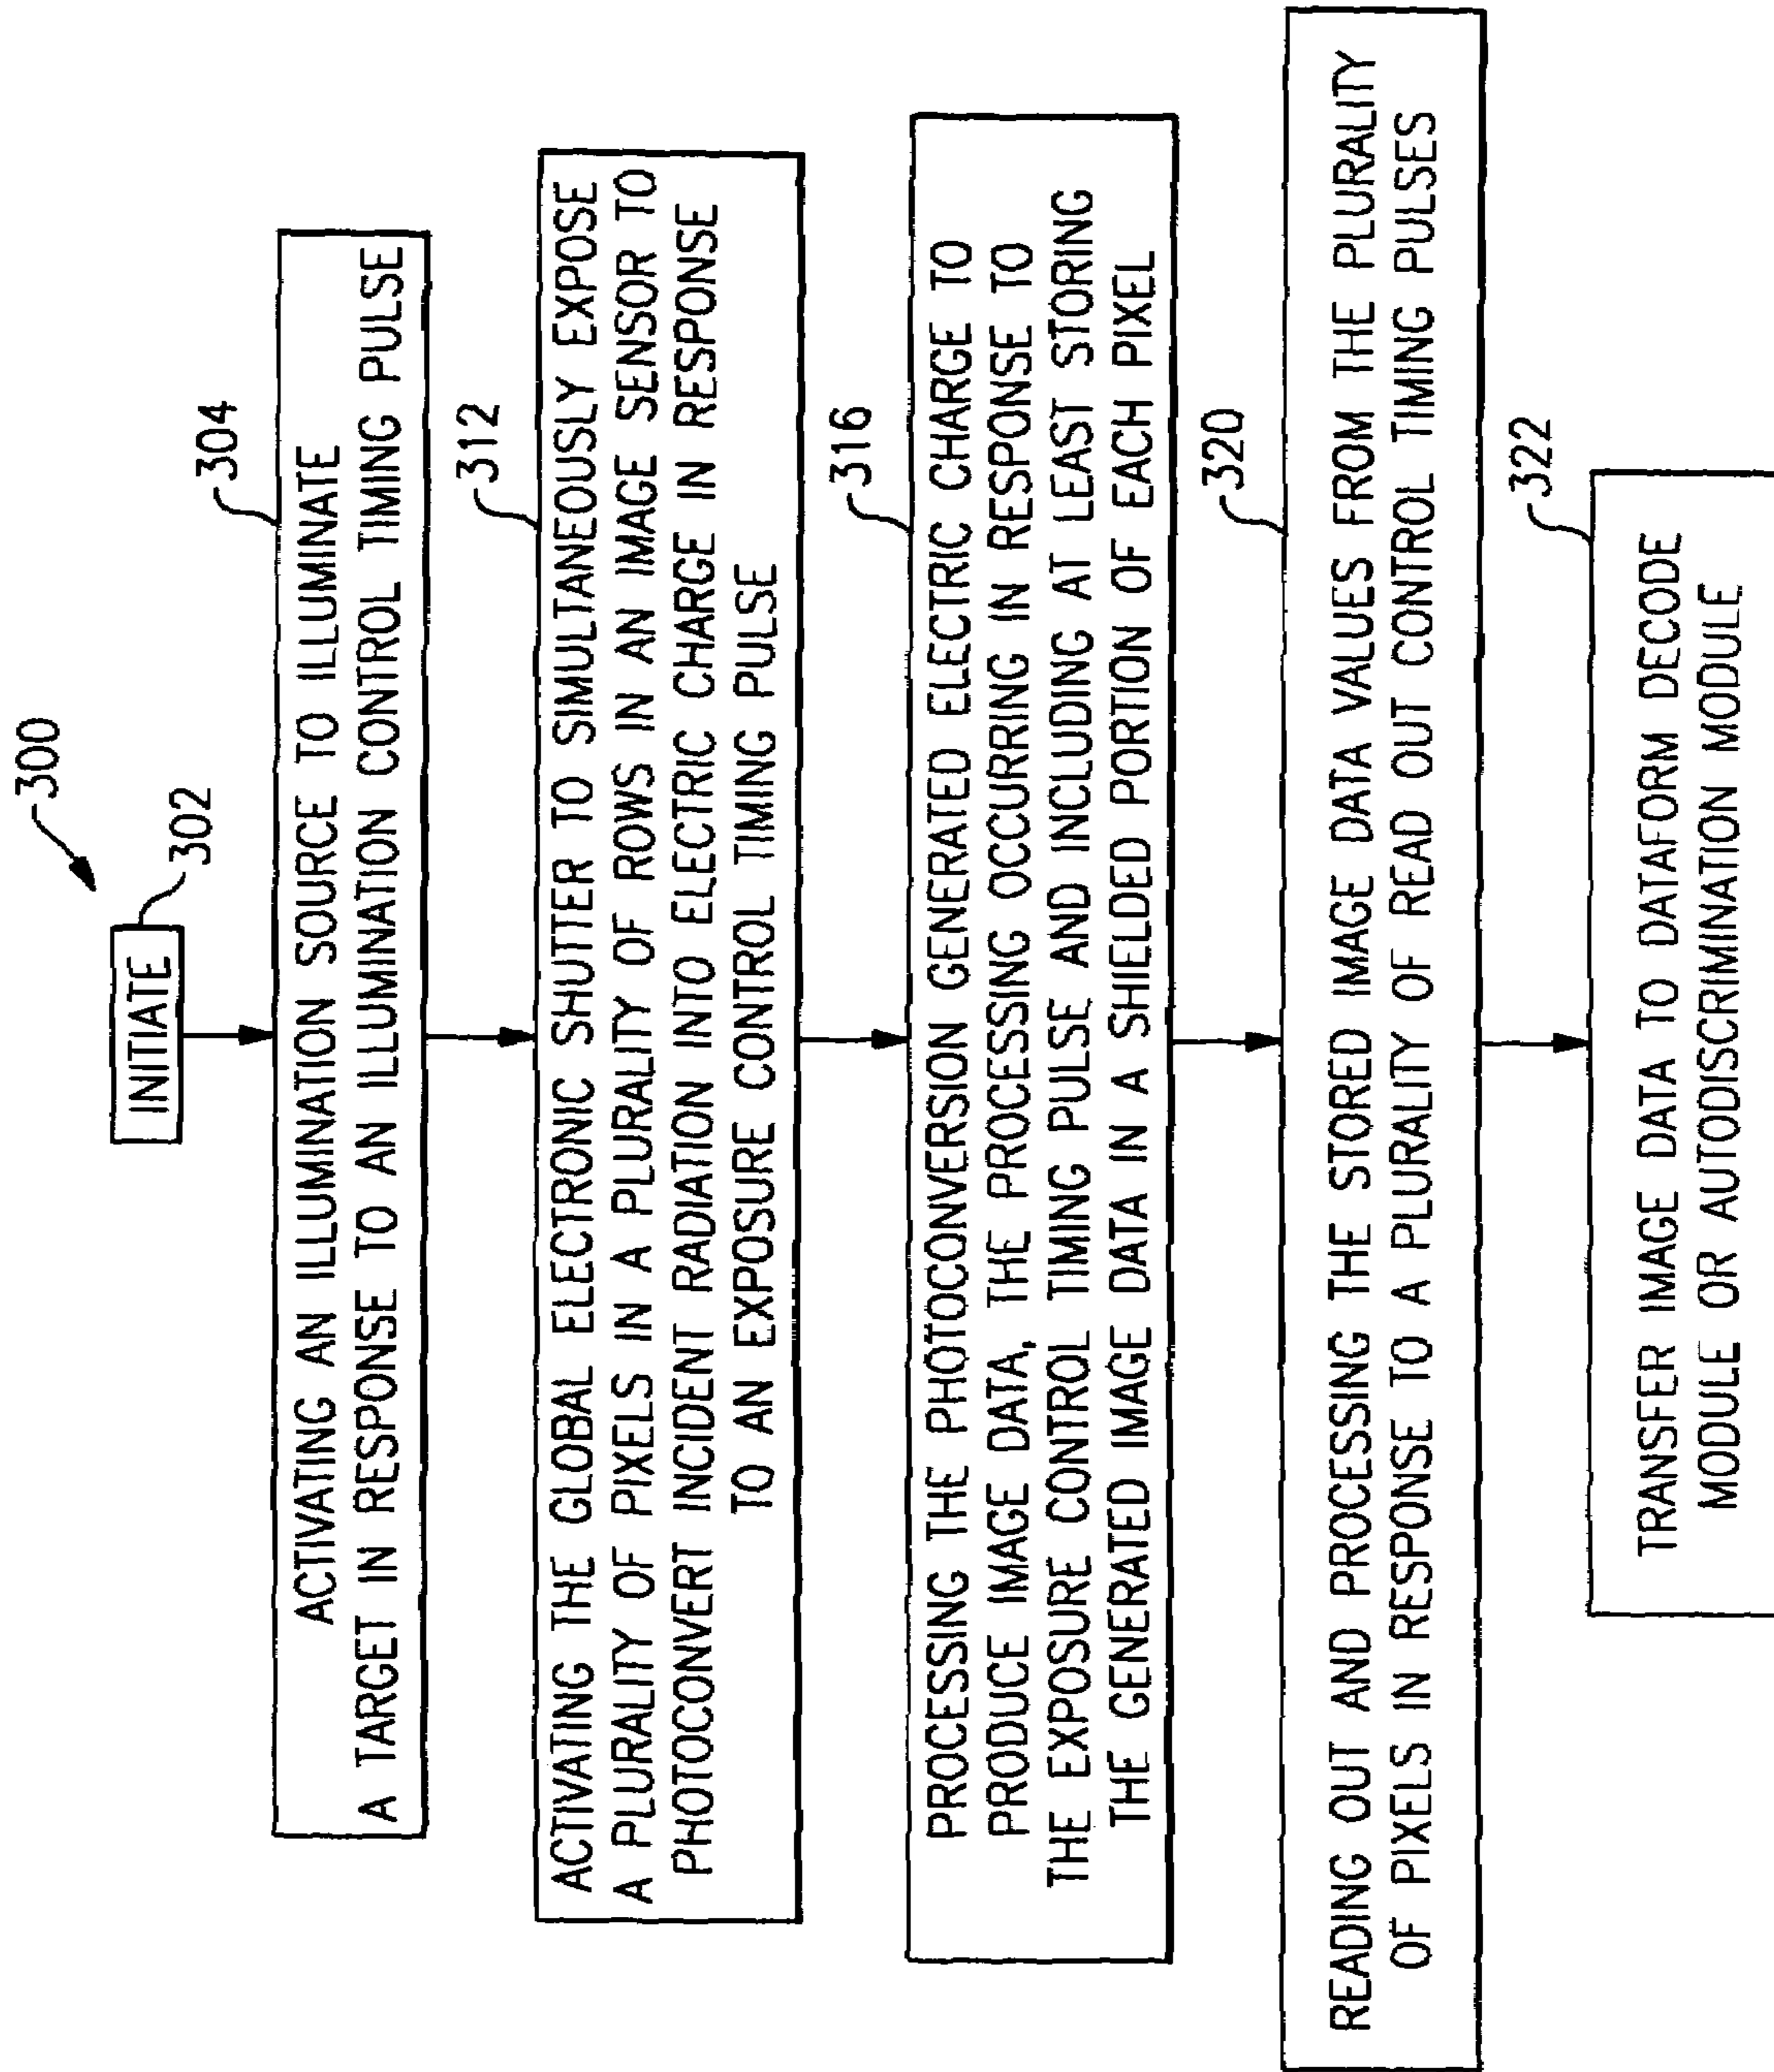 300
INITIATE
302
304
ACTIVATING AN ILLUMINATION SOURCE TO ILLUMINATE
A TARGET IN RESPONSE TO AN ILLUMINATION CONTROL TIMING PULSE
312
ACTIVATING THE GLOBAL ELECTRONIC SHUTTER TO SIMULTANEOUSLY EXPOSE
A PLURALITY OF PIXELS IN A PLURALITY OF ROWS IN AN IMAGE SENSOR TO
PHOTOCONVERT INCIDENT RADIATION INTO ELECTRIC CHARGE IN RESPONSE
TO AN EXPOSURE CONTROL TIMING PULSE
316
PROCESSING THE PHOTOCONVERSION GENERATED ELECTRIC CHARGE TO
PRODUCE IMAGE DATA, THE PROCESSING OCCURRING IN RESPONSE TO
THE EXPOSURE CONTROL TIMING PULSE AND INCLUDING AT LEAST STORING
THE GENERATED IMAGE DATA IN A SHIELDED PORTION OF EACH PIXEL
320
READING OUT AND PROCESSING THE STORED IMAGE DATA VALUES FROM THE PLURALITY
OF PIXELS IN RESPONSE TO A PLURALITY OF READ OUT CONTROL TIMING PULSES
322
TRANSFER IMAGE DATA TO DATAFORM DECODE
MODULE OR AUTODISCRIMINATION MODULE